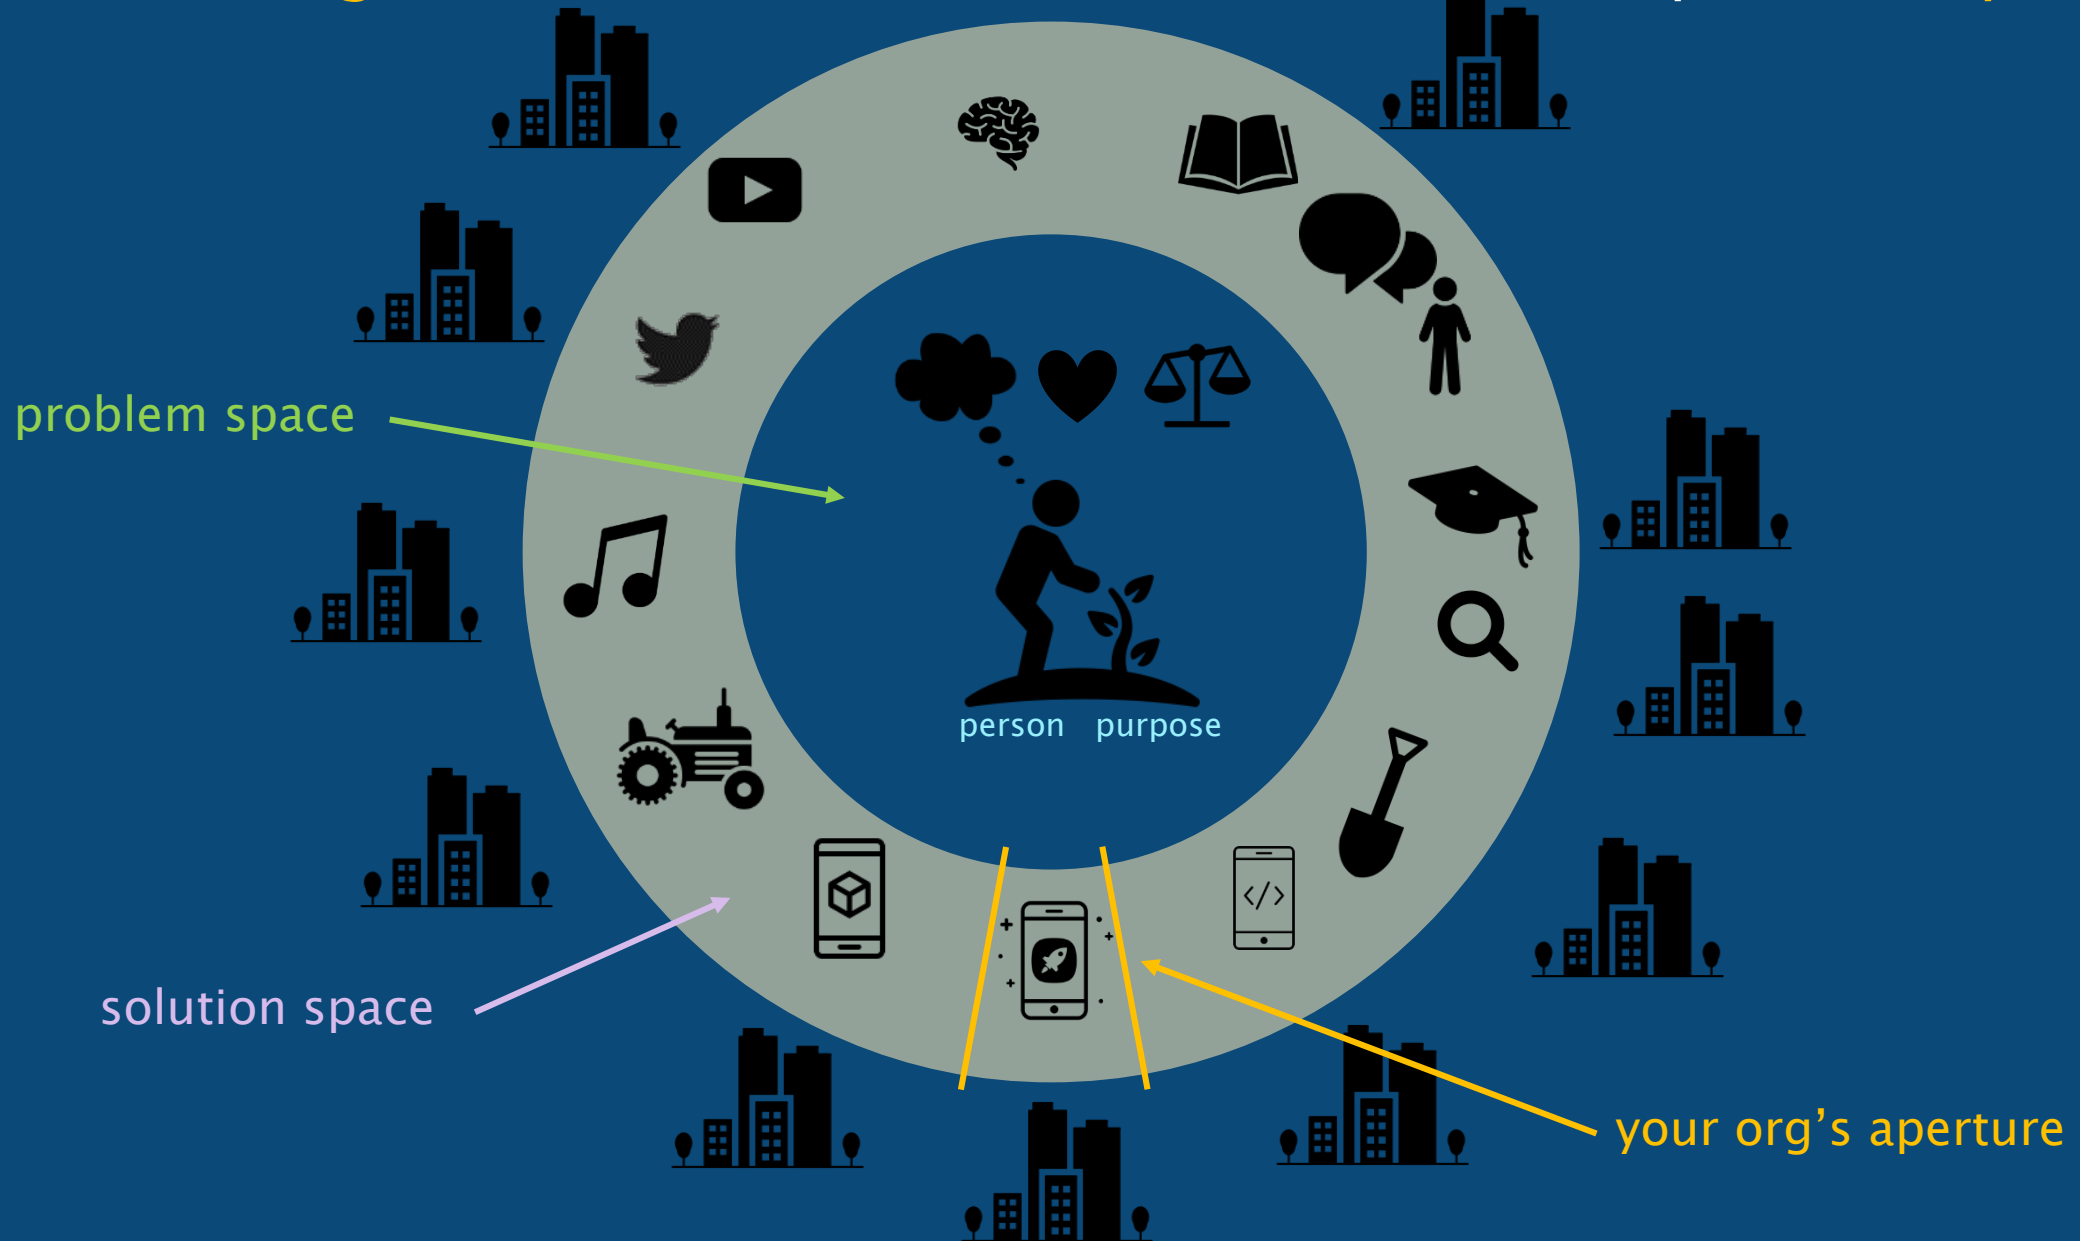 problem space
person purpose
solution space
your org’s aperture